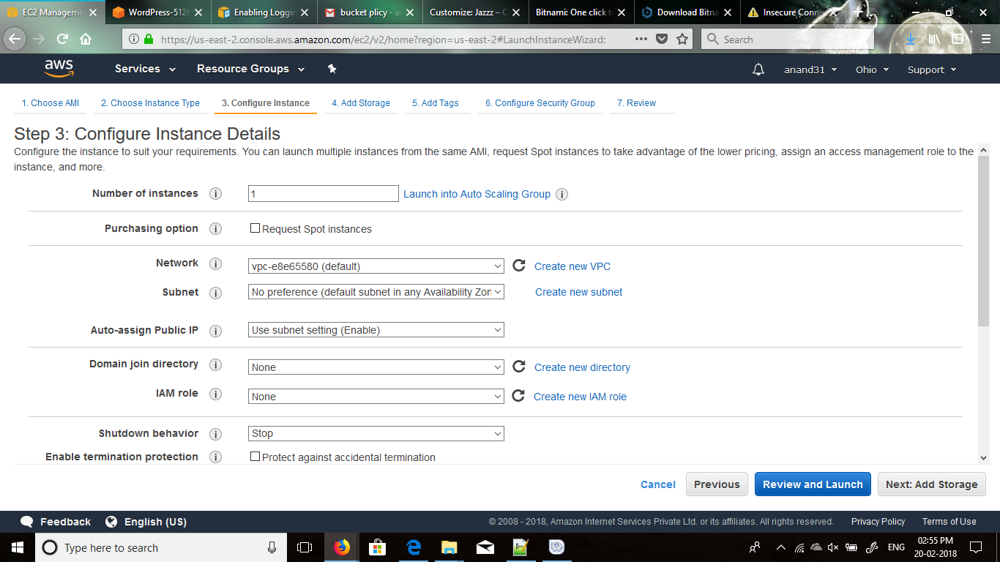 EC2 Manageme
WordPress-512M
Enabling Loggin
bucket plicy - a
Customize: Jazzz – C
Bitnami: One click t
Download Bitna
Insecure Conn
https://us-east-2.console.aws.amazon.com/ec2/v2/home?region=us-east-2#LaunchInstanceWizard:
Search
aws Services Resource Groups anand31 Ohio Support
1. Choose AMI 2. Choose Instance Type 3. Configure Instance 4. Add Storage 5. Add Tags 6. Configure Security Group 7. Review
Step 3: Configure Instance Details
Configure the instance to suit your requirements. You can launch multiple instances from the same AMI, request Spot instances to take advantage of the lower pricing, assign an access management role to the
instance, and more.
Number of instances 1 Launch into Auto Scaling Group
Purchasing option Request Spot instances
Network vpc-e8e65580 (default) Create new VPC
Subnet No preference (default subnet in any Availability Zon Create new subnet
Auto-assign Public IP Use subnet setting (Enable)
Domain join directory None Create new directory
IAM role None Create new IAM role
Shutdown behavior Stop
Enable termination protection Protect against accidental termination
Cancel Previous Review and Launch Next: Add Storage
Feedback English (US) © 2008 - 2018, Amazon Internet Services Private Ltd. or its affiliates. All rights reserved. Privacy Policy Terms of Use
Type here to search
ENG
02:55 PM
20-02-2018